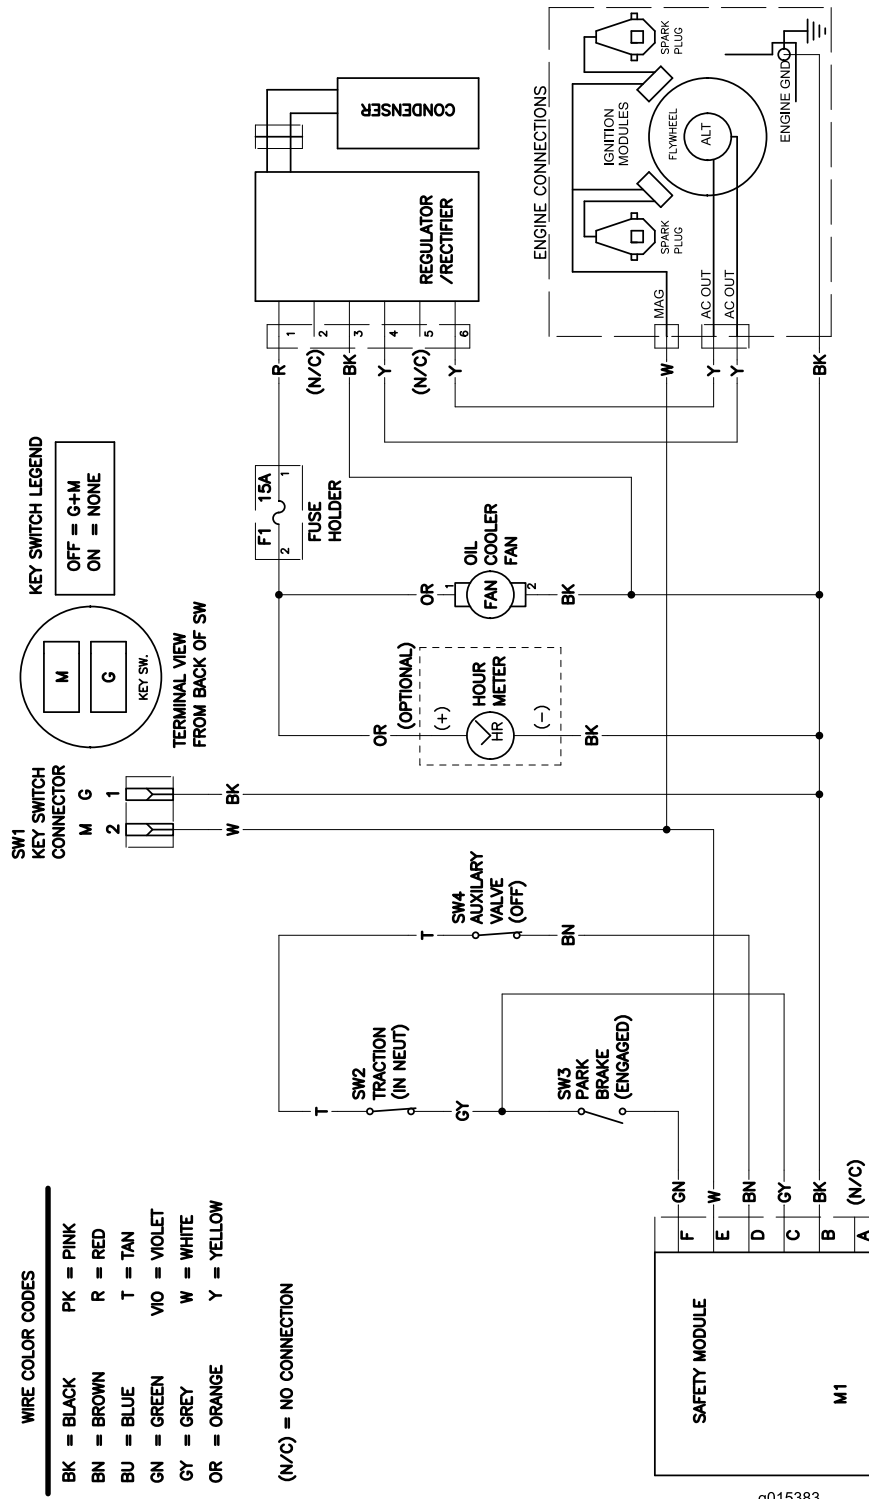 WIRE COLOR CODES
BK = BLACK PK = PINK
BN = BROWN R = RED
BU = BLUE T = TAN
GN = GREEN VIO = VIOLET
GY = GREY W = WHITE
OR = ORANGE Y = YELLOW
(N/C) = NO CONNECTION
SW1
KEY SWITCH
CONNECTOR
M G
2 1
W
BK
KEY SW.
M
G
TERMINAL VIEW
FROM BACK OF SW
KEY SWITCH LEGEND
OFF = G+M
ON = NONE
T
SW2
TRACTION
(IN NEUT)
GY
SW3
PARK
BRAKE
(ENGAGED)
T
SW4
AUXILARY
VALVE
(OFF)
BN
OR
(OPTIONAL)
(+)
HR
HOUR
METER
(-)
BK
OR
1
FAN
2
OIL
COOLER
FAN
BK
F1 15A
2
1
FUSE
HOLDER
R
(N/C)
BK
Y
(N/C)
Y
1
2
3
4
5
6
REGULATOR
/RECTIFIER
CONDENSER
ENGINE CONNECTIONS
SPARK
PLUG
SPARK
PLUG
IGNITION
MODULES
FLYWHEEL
ALT
ENGINE GND
MAG
AC OUT
AC OUT
W
Y
Y
BK
SAFETY MODULE
M1
F
E
D
C
B
A
GN
W
BN
GY
BK
(N/C)
g015383